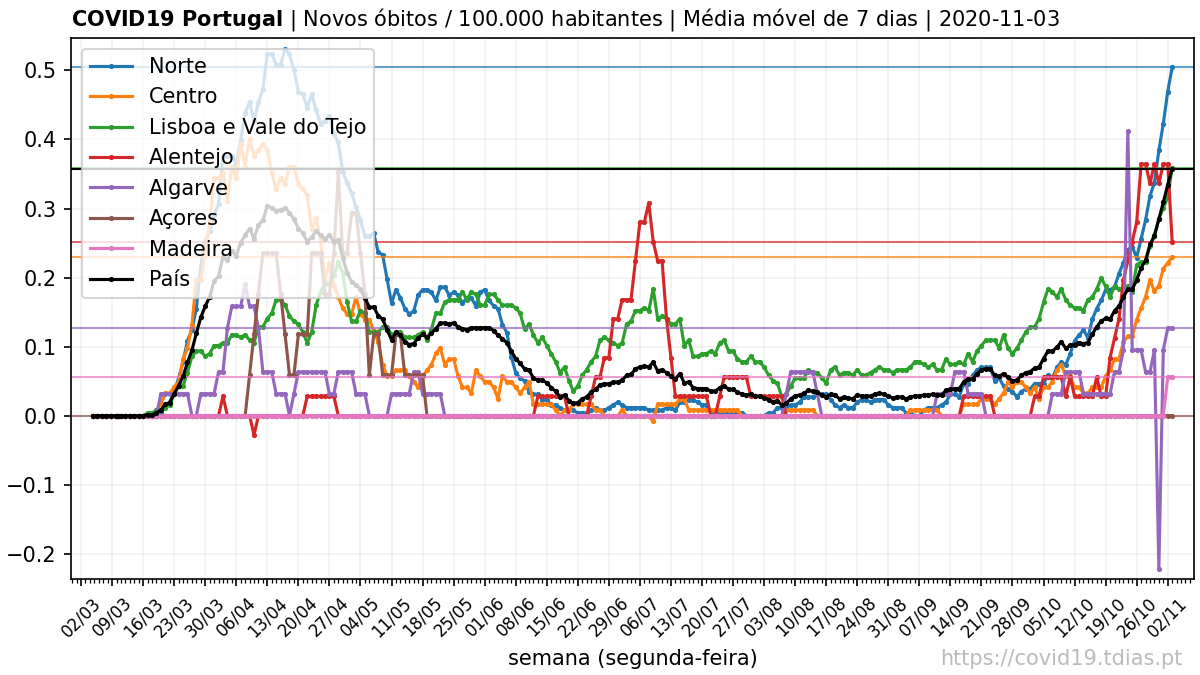 COVID19 Portugal | Novos óbitos / 100.000 habitantes | Média móvel de 7 dias | 2020-11-03
0.5
0.4
0.3
0.2
0.1
0.0
−0.1
−0.2
Norte
Centro
Lisboa e Vale do Tejo
Alentejo
Algarve
Açores
Madeira
País
02/03 09/03 16/03 23/03 30/03 06/04 13/04 20/04 27/04 04/05 11/05 18/05 25/05 01/06 08/06 15/06 22/06 29/06 06/07 13/07 20/07 27/07 03/08 10/08 17/08 24/08 31/08 07/09 14/09 21/09 28/09 05/10 12/10 19/10 26/10 02/11
semana (segunda-feira)
https://covid19.tdias.pt